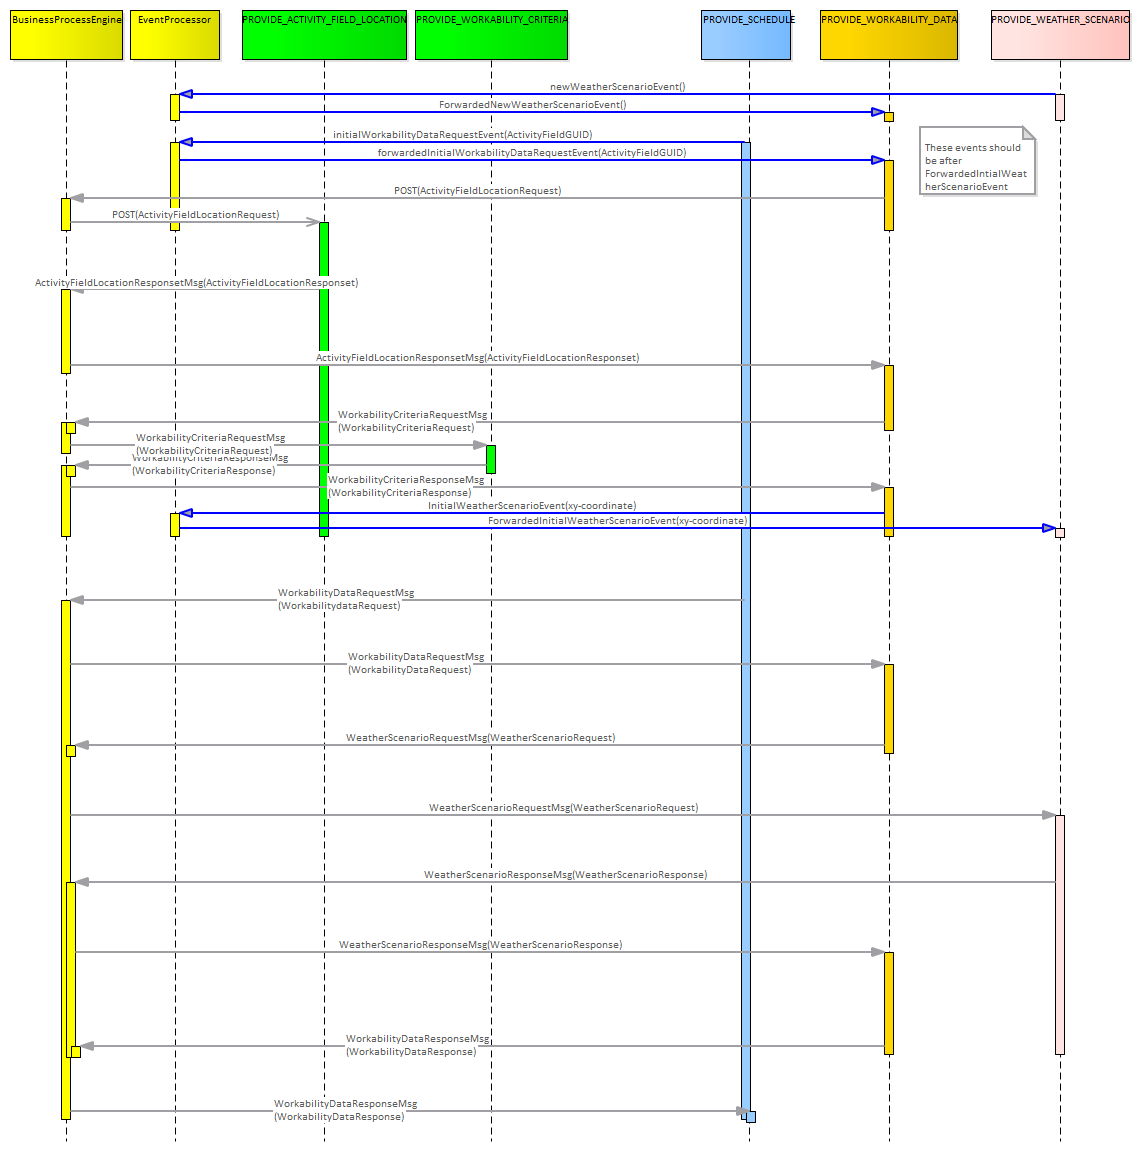 BusinessProcessEngine
EventProcessor
PROVIDE_ACTIVITY_FIELD_LOCATION
PROVIDE_WORKABILITY_CRITERIA
PROVIDE_SCHEDULE
PROVIDE_WORKABILITY_DATA
PROVIDE_WEATHER_SCENARIO
newWeatherScenarioEvent()
ForwardedNewWeatherScenarioEvent()
initialWorkabilityDataRequestEvent(ActivityFieldGUID)
forwardedInitialWorkabilityDataRequestEvent(ActivityFieldGUID)
These events should
be after
ForwardedIntialWeat
herScenarioEvent
POST(ActivityFieldLocationRequest)
POST(ActivityFieldLocationRequest)
ActivityFieldLocationResponsetMsg(ActivityFieldLocationResponset)
ActivityFieldLocationResponsetMsg(ActivityFieldLocationResponset)
WorkabilityCriteriaRequestMsg
(WorkabilityCriteriaRequest)
WorkabilityCriteriaRequestMsg
(WorkabilityCriteriaRequest)
WorkabilityCriteriaResponseMsg
(WorkabilityCriteriaResponse)
WorkabilityCriteriaResponseMsg
(WorkabilityCriteriaResponse)
InitialWeatherScenarioEvent(xy-coordinate)
ForwardedInitialWeatherScenarioEvent(xy-coordinate)
WorkabilityDataRequestMsg
(WorkabilitydataRequest)
WorkabilityDataRequestMsg
(WorkabilityDataRequest)
WeatherScenarioRequestMsg(WeatherScenarioRequest)
WeatherScenarioRequestMsg(WeatherScenarioRequest)
WeatherScenarioResponseMsg(WeatherScenarioResponse)
WeatherScenarioResponseMsg(WeatherScenarioResponse)
WorkabilityDataResponseMsg
(WorkabilityDataResponse)
WorkabilityDataResponseMsg
(WorkabilityDataResponse)